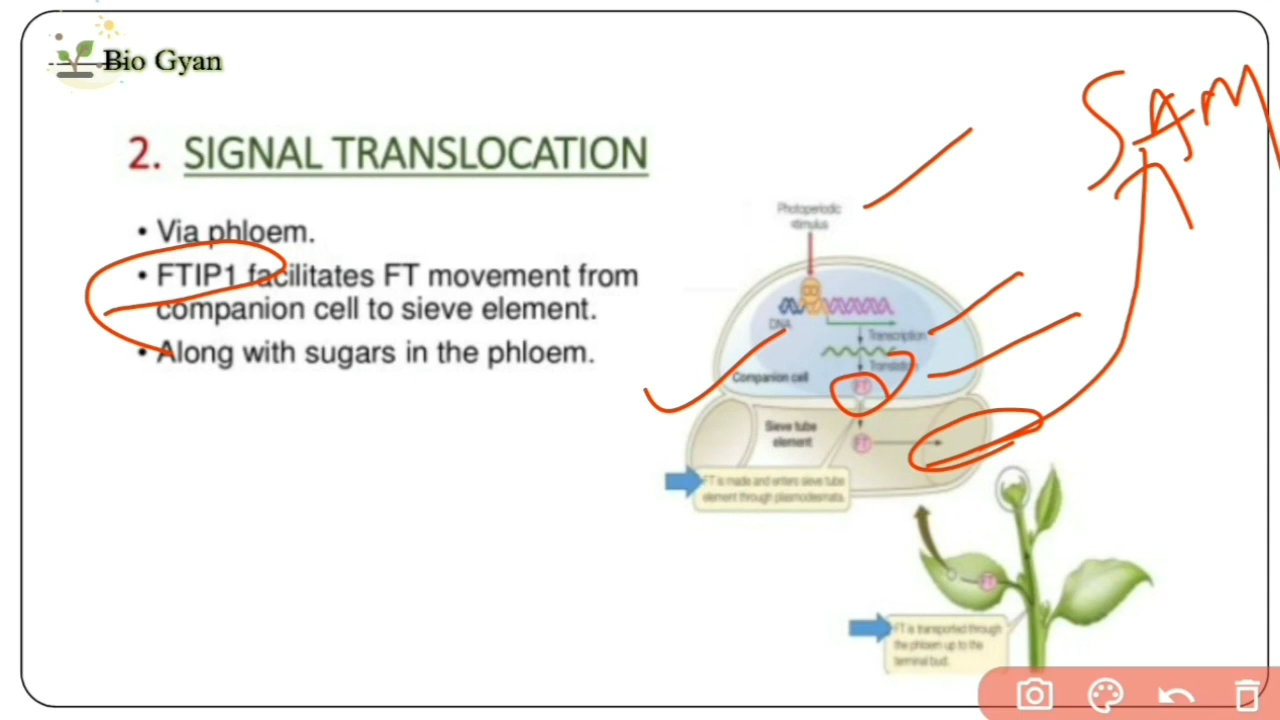 Bio Gyan
SAM
2. SIGNAL TRANSLOCATION
• Via phloem.
• FTIP1 facilitates FT movement from
companion cell to sieve element.
• Along with sugars in the phloem.
Photoperiodic
stimulus
DNA
Transcription
Translation
Companion cell
FT
Sieve tube
element
FT
FT is made and enters sieve tube
element through plasmodesmata.
FT
FT is transported through
the phloem up to the
terminal bud.